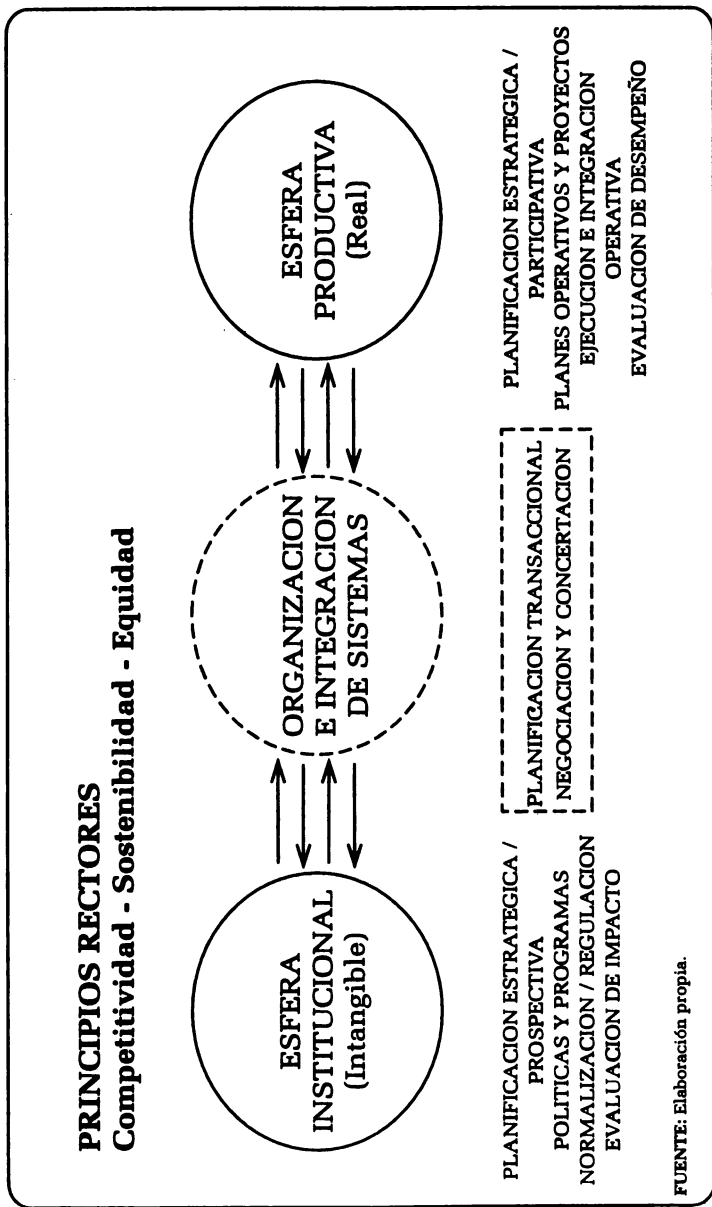 PRINCIPIOS RECTORES
Competitividad - Sostenibilidad - Equidad
ESFERA
INSTITUCIONAL
(Intangible)
ORGANIZACION
E INTEGRACION
DE SISTEMAS
ESFERA
PRODUCTIVA
(Real)
PLANIFICACION ESTRATEGICA /
PROSPECTIVA
POLITICAS Y PROGRAMAS
NORMALIZACION / REGULACION
EVALUACION DE IMPACTO
PLANIFICACION TRANSACCIONAL
NEGOCIACION Y CONCERTACION
PLANIFICACION ESTRATEGICA /
PARTICIPATIVA
PLANES OPERATIVOS Y PROYECTOS
EJECUCION E INTEGRACION
OPERATIVA
EVALUACION DE DESEMPEÑO
FUENTE: Elaboración propia.